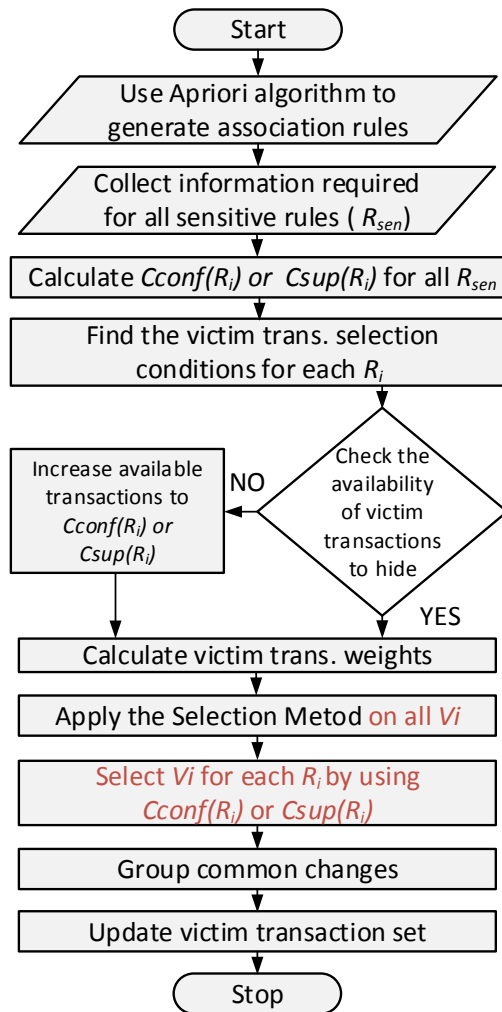 Start
Use Apriori algorithm to
generate association rules
Collect information required
for all sensitive rules ( Rsen)
Calculate Cconf(Ri) or Csup(Ri) for all Rsen
Find the victim trans. selection
conditions for each Ri
Check the
availability
of victim
transactions
to hide
NO
Increase available
transactions to
Cconf(Ri) or
Csup(Ri)
YES
Calculate victim trans. weights
Apply the Selection Metod on all Vi
Select Vi for each Ri by using
Cconf(Ri) or Csup(Ri)
Group common changes
Update victim transaction set
Stop